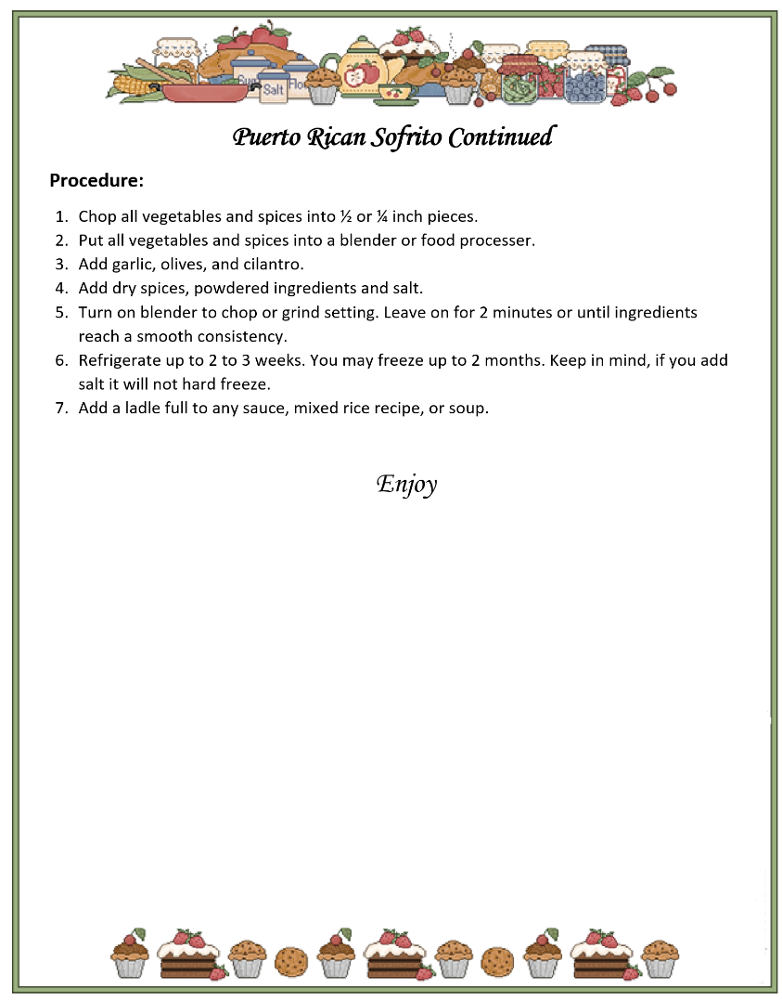 Salt
Puerto Rican Sofrito Continued
Procedure:
1. Chop all vegetables and spices into ½ or ¼ inch pieces.
2. Put all vegetables and spices into a blender or food processer.
3. Add garlic, olives, and cilantro.
4. Add dry spices, powdered ingredients and salt.
5. Turn on blender to chop or grind setting. Leave on for 2 minutes or until ingredients
reach a smooth consistency.
6. Refrigerate up to 2 to 3 weeks. You may freeze up to 2 months. Keep in mind, if you add
salt it will not hard freeze.
7. Add a ladle full to any sauce, mixed rice recipe, or soup.
Enjoy